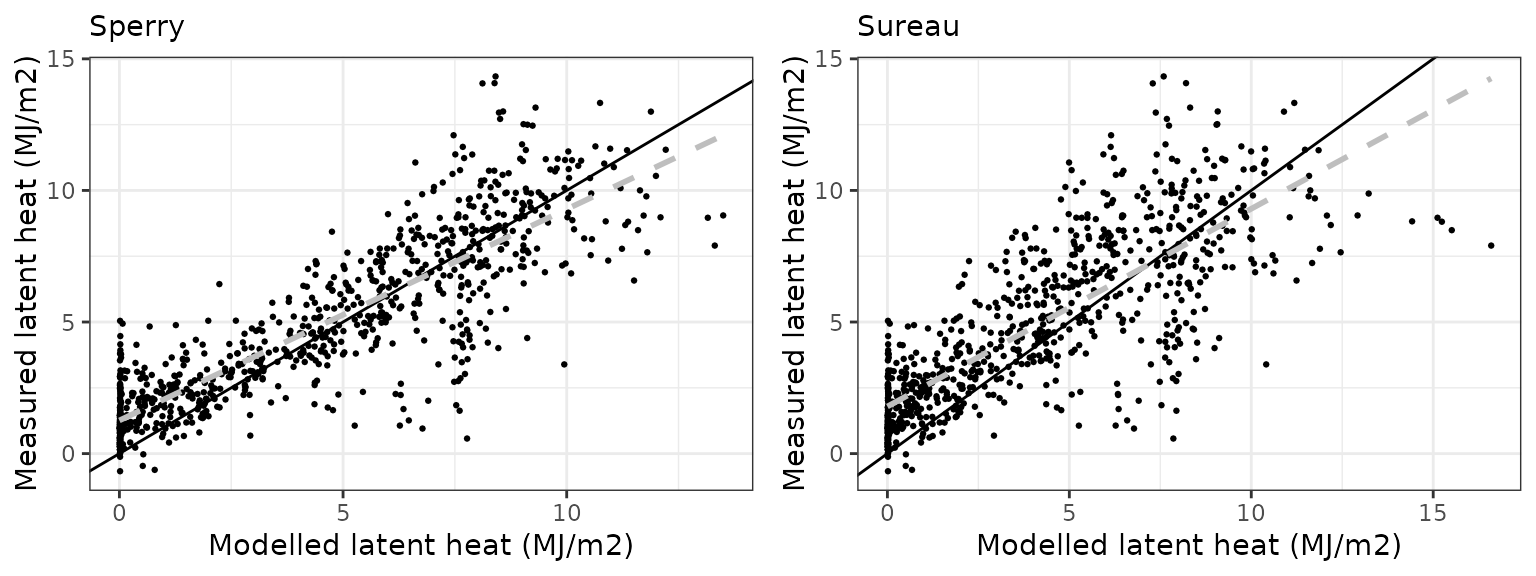 Sperry
Measured latent heat (MJ/m2)
15
10
5
0
0 5 10
Modelled latent heat (MJ/m2)
Sureau
Measured latent heat (MJ/m2)
15
10
5
0
0 5 10 15
Modelled latent heat (MJ/m2)